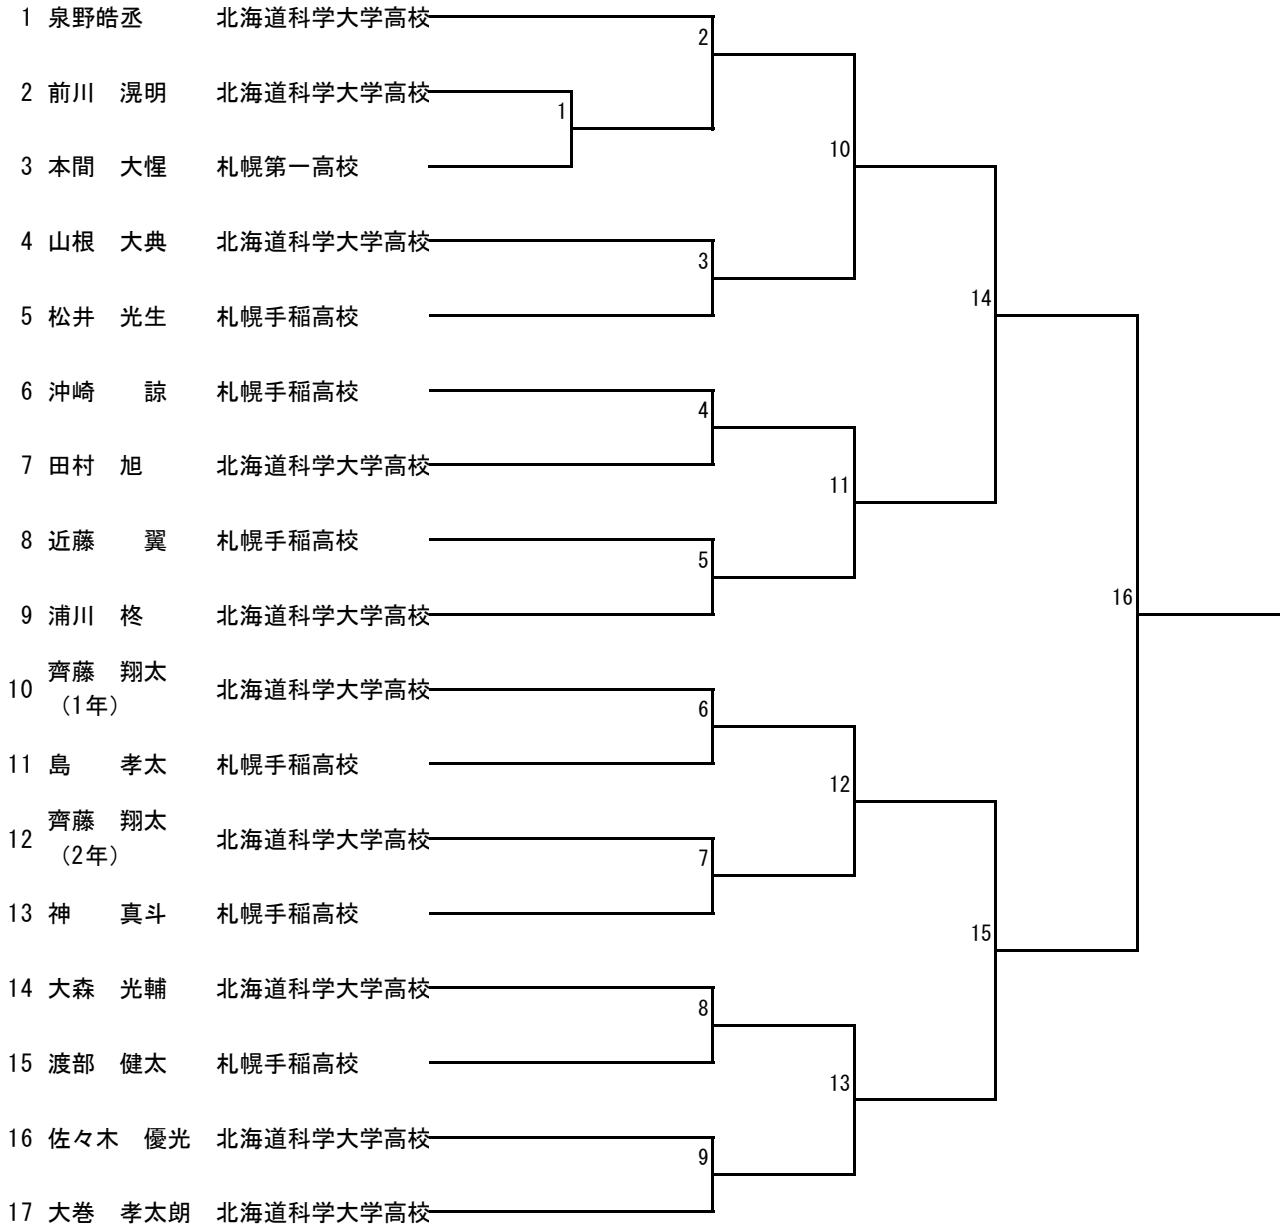 1 泉野皓丞 北海道科学大学高校
2
2 前川 滉明 北海道科学大学高校
1
3 本間 大惺 札幌第一高校
10
4 山根 大典 北海道科学大学高校
3
5 松井 光生 札幌手稲高校
14
6 沖崎 諒 札幌手稲高校
4
7 田村 旭 北海道科学大学高校
11
8 近藤 翼 札幌手稲高校
5
9 浦川 柊 北海道科学大学高校
16
10 齊藤 翔太 北海道科学大学高校
(1年)
6
11 島 孝太 札幌手稲高校
12
12 齊藤 翔太 北海道科学大学高校
(2年)
7
13 神 真斗 札幌手稲高校
15
14 大森 光輔 北海道科学大学高校
8
15 渡部 健太 札幌手稲高校
13
16 佐々木 優光 北海道科学大学高校
9
17 大巻 孝太朗 北海道科学大学高校